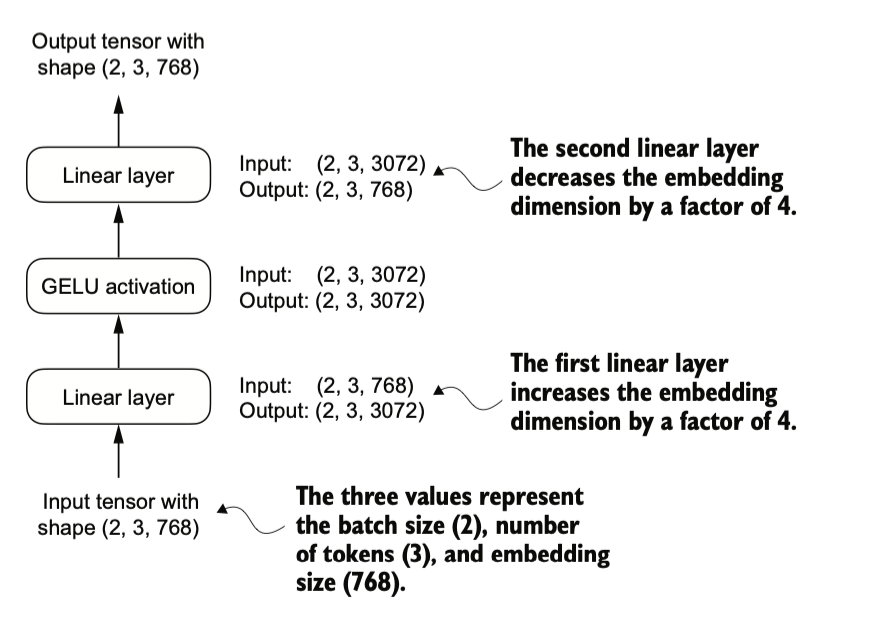 Output tensor with
shape (2, 3, 768)
Linear layer
Input: (2, 3, 3072)
Output: (2, 3, 768)
The second linear layer
decreases the embedding
dimension by a factor of 4.
GELU activation
Input: (2, 3, 3072)
Output: (2, 3, 3072)
Linear layer
Input: (2, 3, 768)
Output: (2, 3, 3072)
The first linear layer
increases the embedding
dimension by a factor of 4.
Input tensor with
shape (2, 3, 768)
The three values represent
the batch size (2), number
of tokens (3), and embedding
size (768).